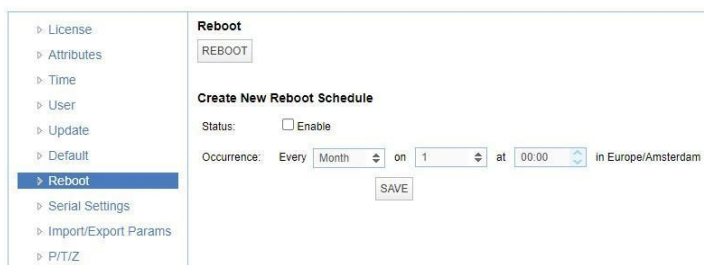 License
Attributes
Time
User
Update
Default
Reboot
Serial Settings
Import/Export Params
P/T/Z
Reboot
REBOOT
Create New Reboot Schedule
Status: Enable
Occurrence: Every Month on 1 at 00:00 in Europe/Amsterdam
SAVE